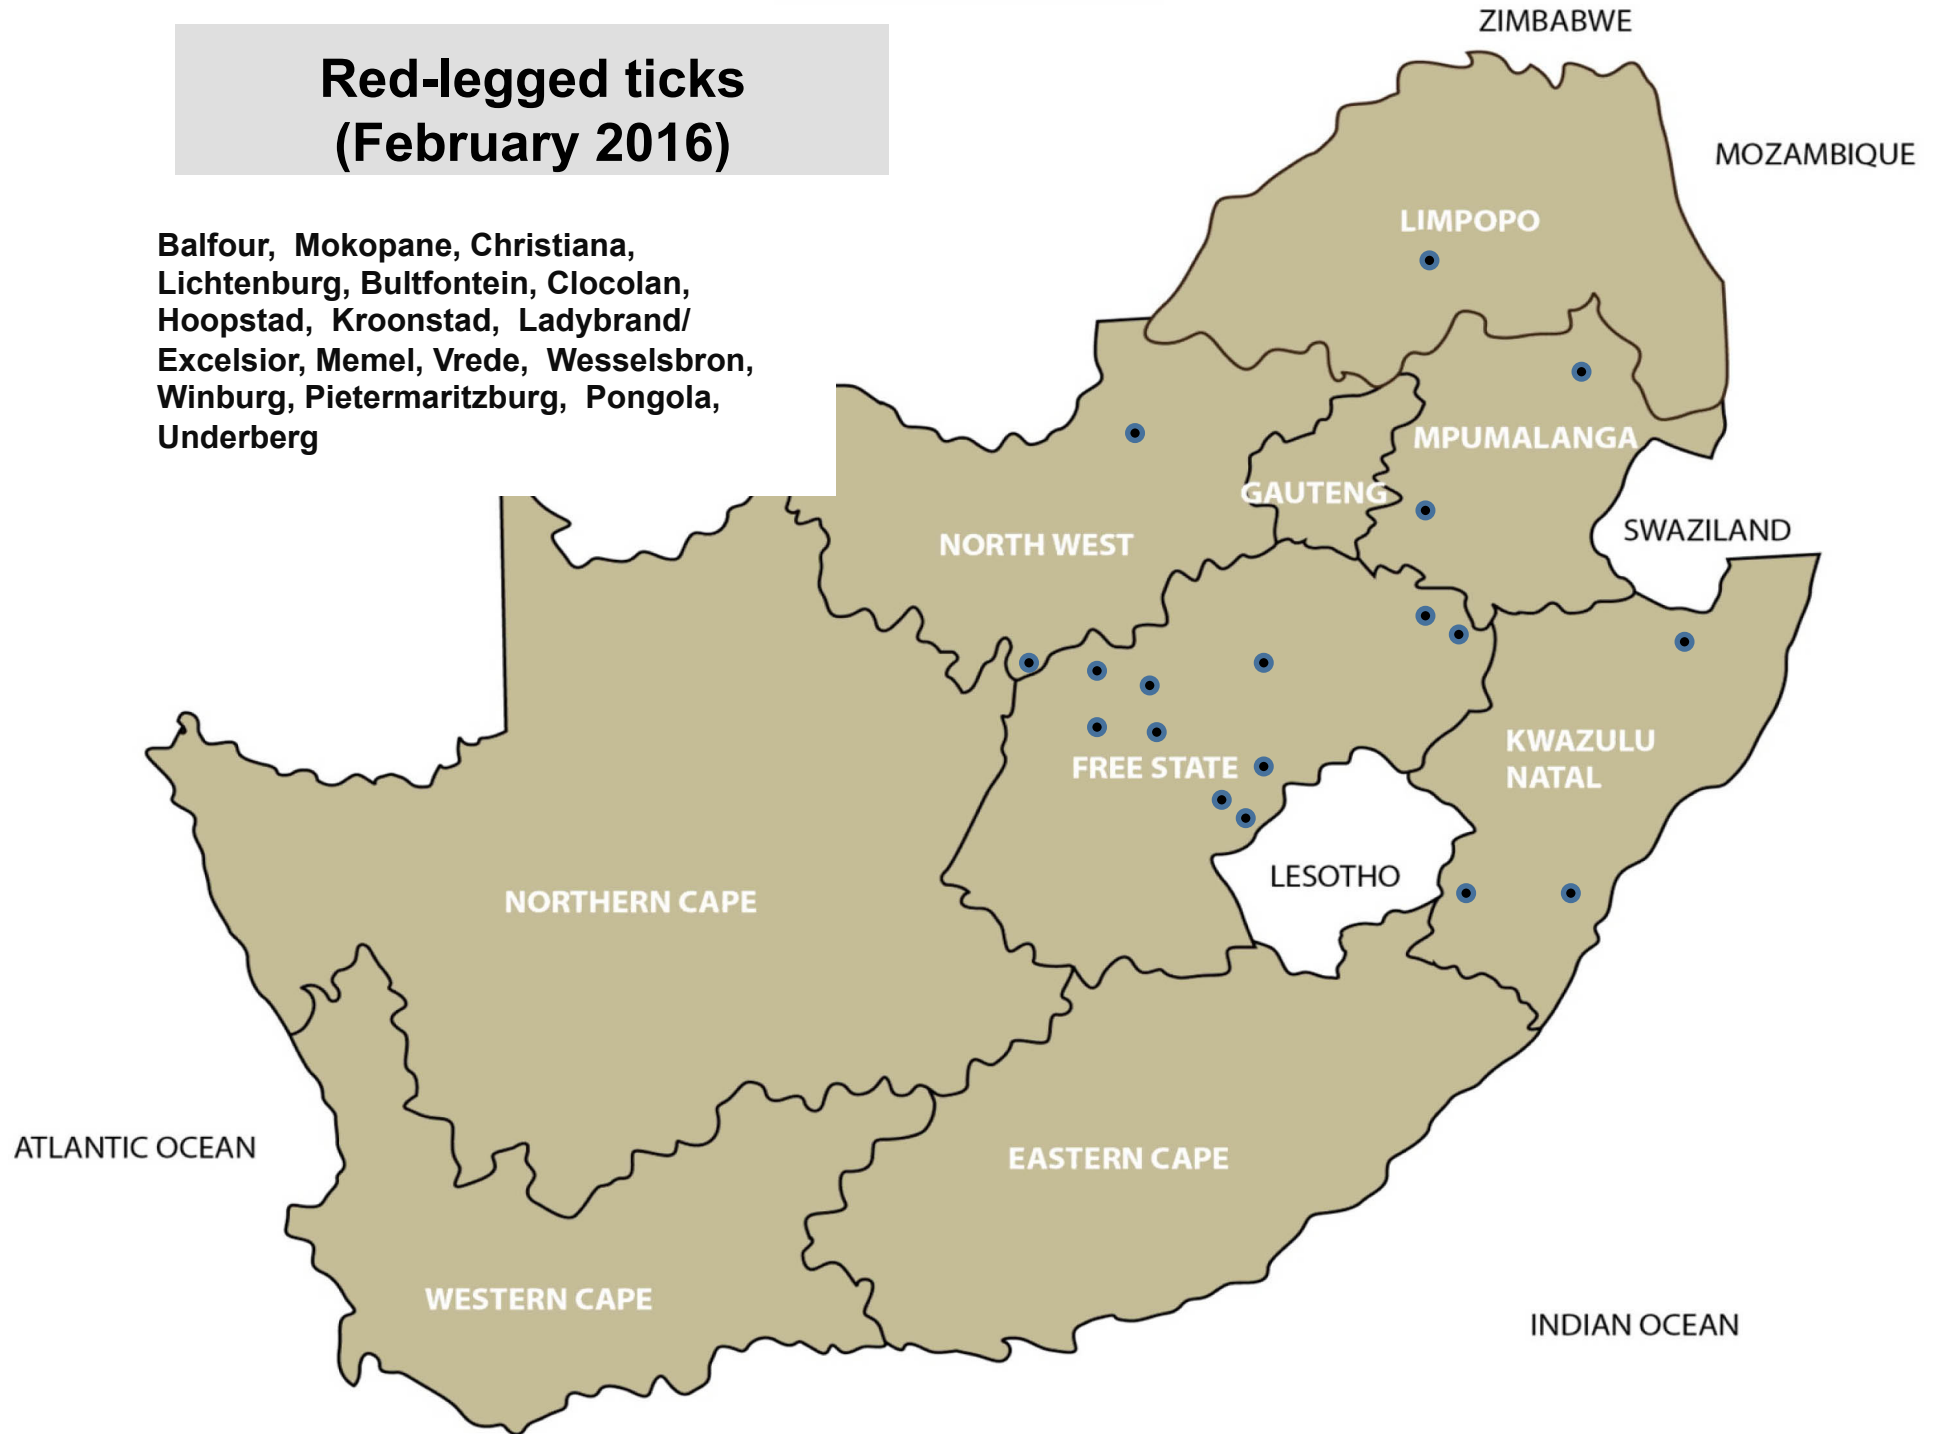 Red-legged ticks
(February 2016)
Balfour, Mokopane, Christiana,
Lichtenburg, Bultfontein, Clocolan,
Hoopstad, Kroonstad, Ladybrand/
Excelsior, Memel, Vrede, Wesselsbron,
Winburg, Pietermaritzburg, Pongola,
Underberg
ZIMBABWE
MOZAMBIQUE
LIMPOPO
MPUMALANGA
GAUTENG
NORTH WEST
SWAZILAND
KWAZULU
NATAL
FREE STATE
LESOTHO
NORTHERN CAPE
ATLANTIC OCEAN
EASTERN CAPE
WESTERN CAPE
INDIAN OCEAN